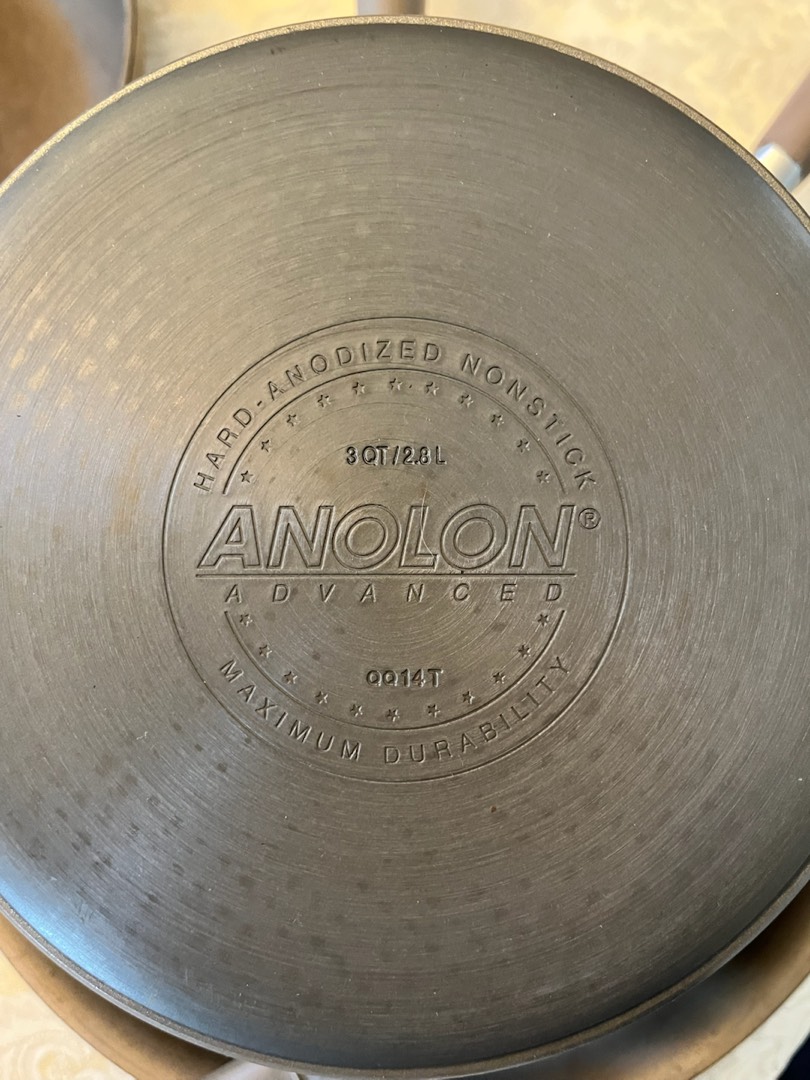 HARD-ANODIZED NONSTICK
3 QT / 2.8 L
ANOLON®
ADVANCED
QQ14T
MAXIMUM DURABILITY